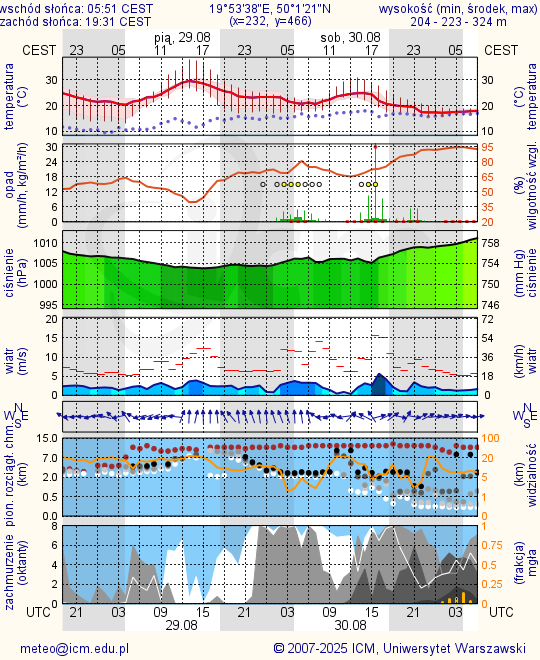 wschód słońca: 05:51 CEST 19°53'38"E, 50°1'21"N wysokość (min, środek, max)
zachód słońca: 19:31 CEST (x=232, y=466) 204 - 223 - 324 m
pią, 29.08 sob, 30.08
CEST 23 05 11 17 23 05 11 17 23 05 CEST
temperatura (°C) 30 20 10 30 20 10 (°C) temperatura
opad (mm/h, kg/m²/h) 30 24 18 12 6 0 95 80 65 50 35 20 (%) wilgotność wzgl.
ciśnienie (hPa) 1010 1005 1000 995 758 754 750 746 (mm Hg) ciśnienie
wiatr (m/s) 20 15 10 5 0 72 54 36 18 0 (km/h) wiatr
N W E S N W E S
pion. rozciągł. chm. (km) 15.0 7.0 2.0 0.5 0.0 100 20 5 1 0 (km) widzialność
zachmurzenie (oktanty) 8 6 4 2 0 1 0.75 0.5 0.25 0 (frakcja) mgła
UTC 21 03 09 15 21 03 09 15 21 03 UTC
29.08 30.08
meteo@icm.edu.pl © 2007-2025 ICM, Uniwersytet Warszawski